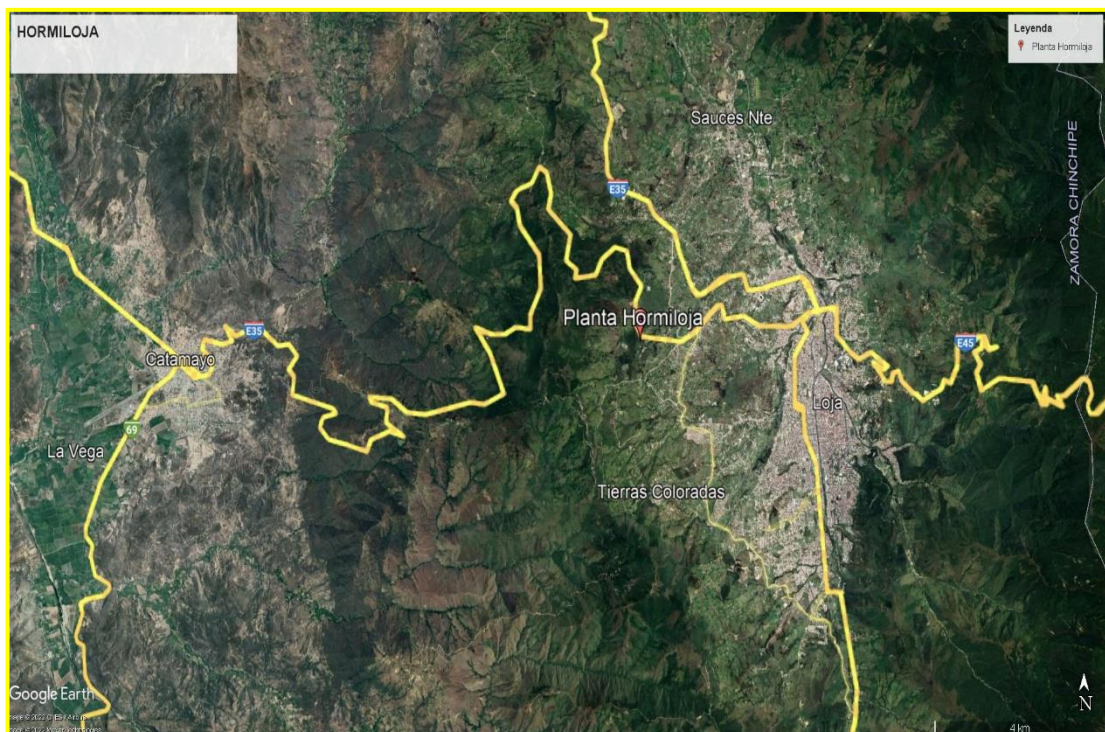 HORMILOJA
Leyenda
Planta Hormiloja
Sauces Nte
ZAMORA CHINCHIPE
E35
Planta Hormiloja
E35
Catamayo
E45
Loja
69
La Vega
Tierras Coloradas
Google Earth
N
4 km